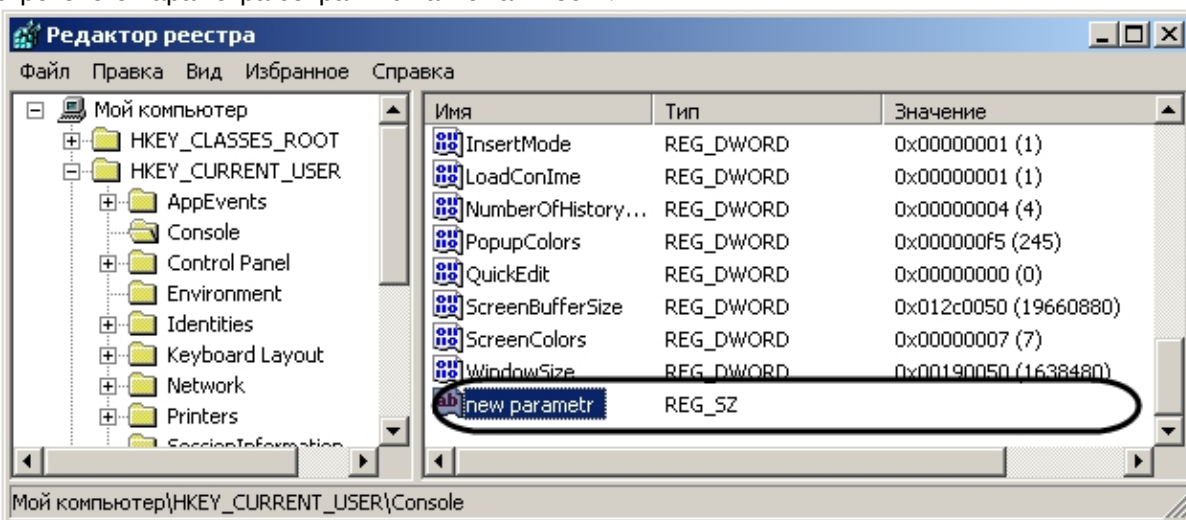 Редактор реестра
Файл Правка Вид Избранное Справка
Мой компьютер
HKEY_CLASSES_ROOT
HKEY_CURRENT_USER
AppEvents
Console
Control Panel
Environment
Identities
Keyboard Layout
Network
Printers
SessionInformation
Имя Тип Значение
InsertMode REG_DWORD 0x00000001 (1)
LoadConIme REG_DWORD 0x00000001 (1)
NumberOfHistory... REG_DWORD 0x00000004 (4)
PopupColors REG_DWORD 0x000000f5 (245)
QuickEdit REG_DWORD 0x00000000 (0)
ScreenBufferSize REG_DWORD 0x012c0050 (19660880)
ScreenColors REG_DWORD 0x00000007 (7)
WindowSize REG_DWORD 0x00190050 (1638480)
new parametr REG_SZ
Мой компьютер\HKEY_CURRENT_USER\Console